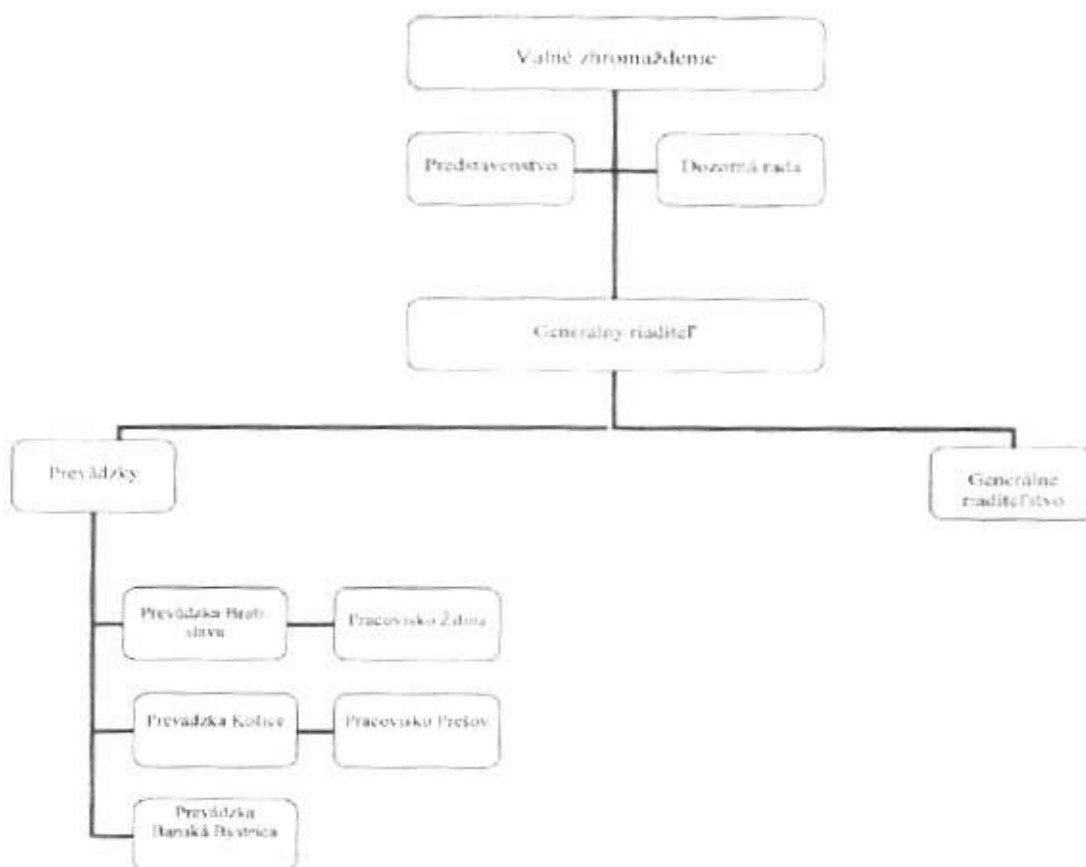 Valné zhromaždenie
Predstavenstvo
Dozorná rada
Generálny riaditeľ
Prevádzky
Generálne
riaditeľstvo
Prevádzka Brati-
slava
Pracovisko Žilina
Prevádzka Košice
Pracovisko Prešov
Prevádzka
Banská Bystrica